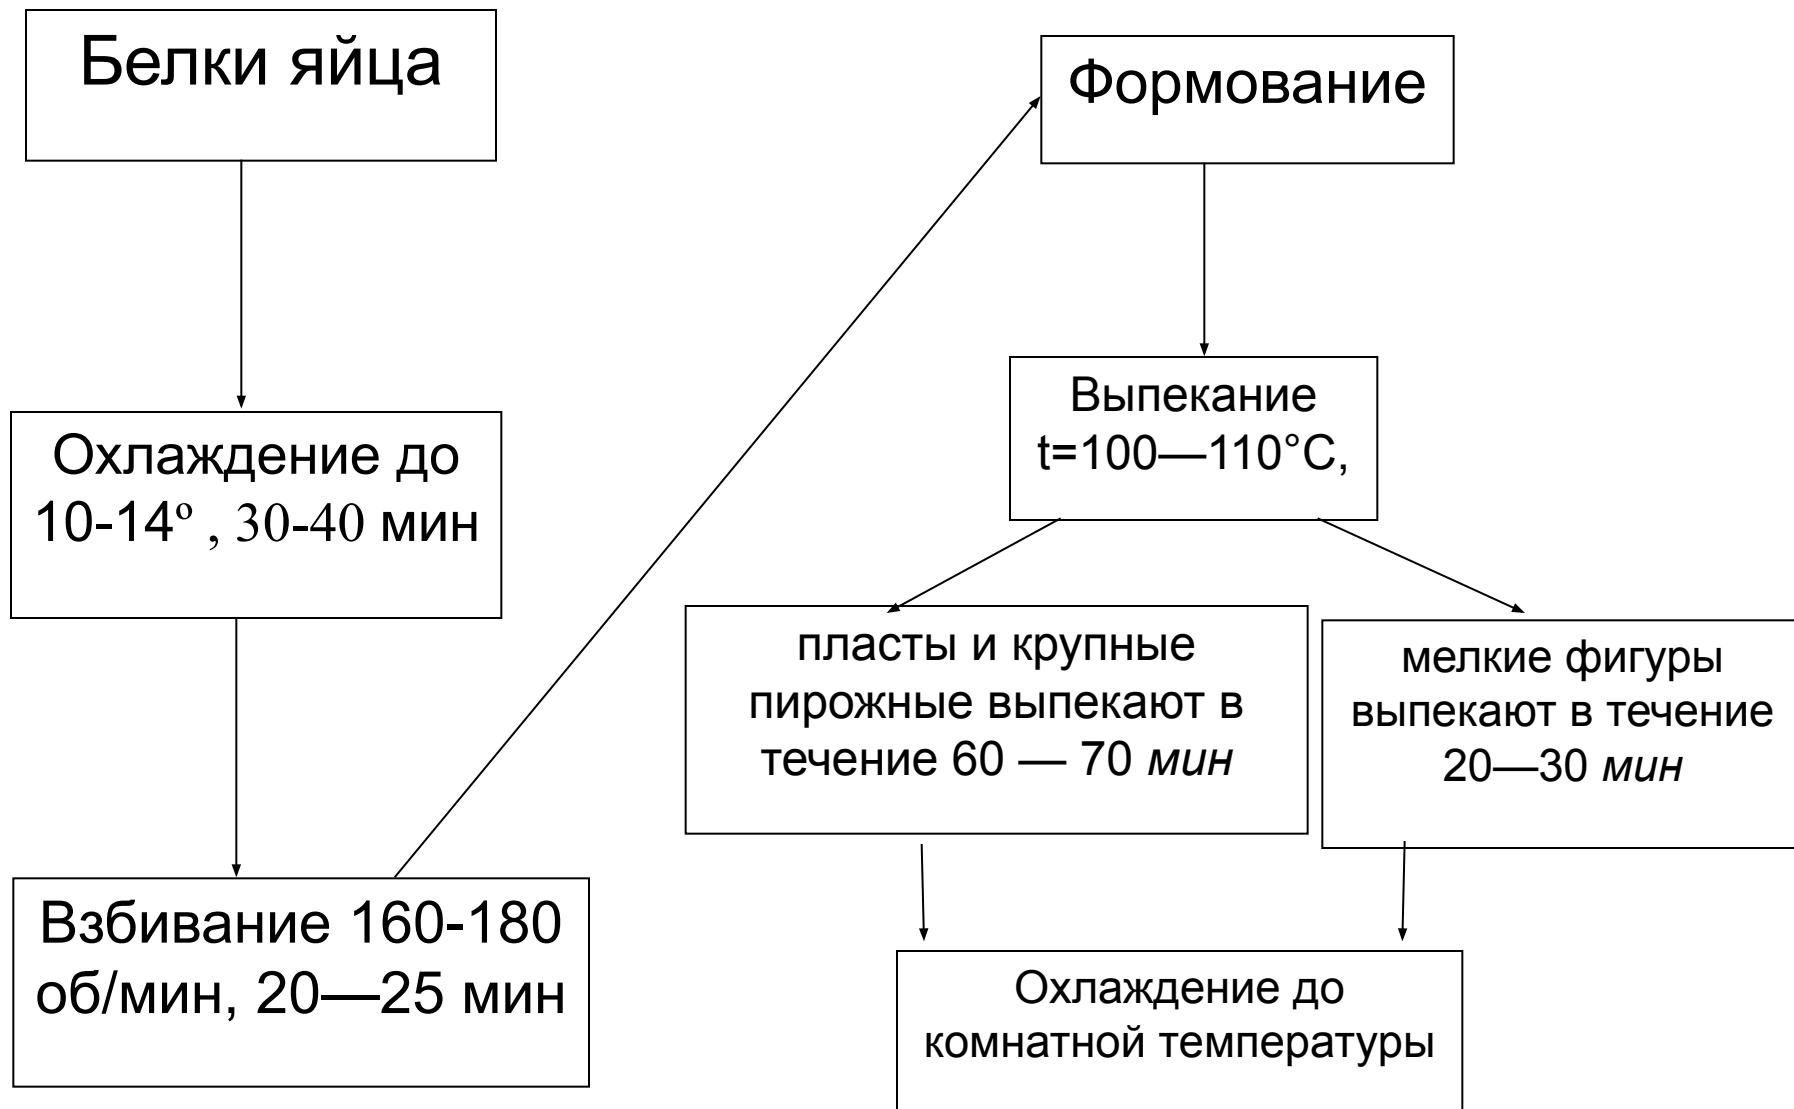 Белки яйца
Охлаждение до
10-14º , 30-40 мин
Взбивание 160-180
об/мин, 20—25 мин
Формование
Выпекание
t=100—110°С,
пласты и крупные
пирожные выпекают в
течение 60 — 70 мин
мелкие фигуры
выпекают в течение
20—30 мин
Охлаждение до
комнатной температуры